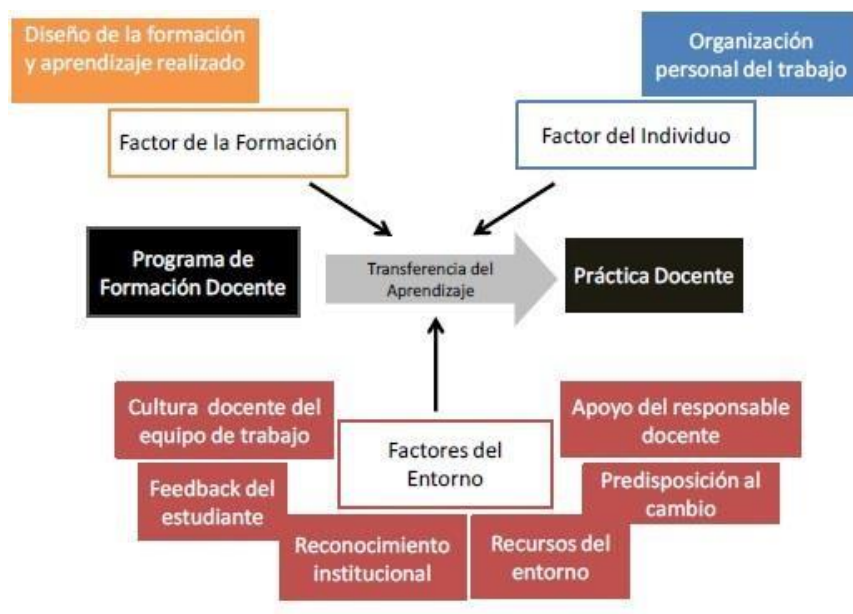 Diseño de la formación
y aprendizaje realizado
Factor de la Formación
Organización
personal del trabajo
Factor del Individuo
Programa de
Formación Docente
Transferencia del
Aprendizaje
Práctica Docente
Cultura docente del
equipo de trabajo
Feedback del
estudiante
Reconocimiento
institucional
Factores del
Entorno
Recursos del
entorno
Apoyo del responsable
docente
Predisposición al
cambio